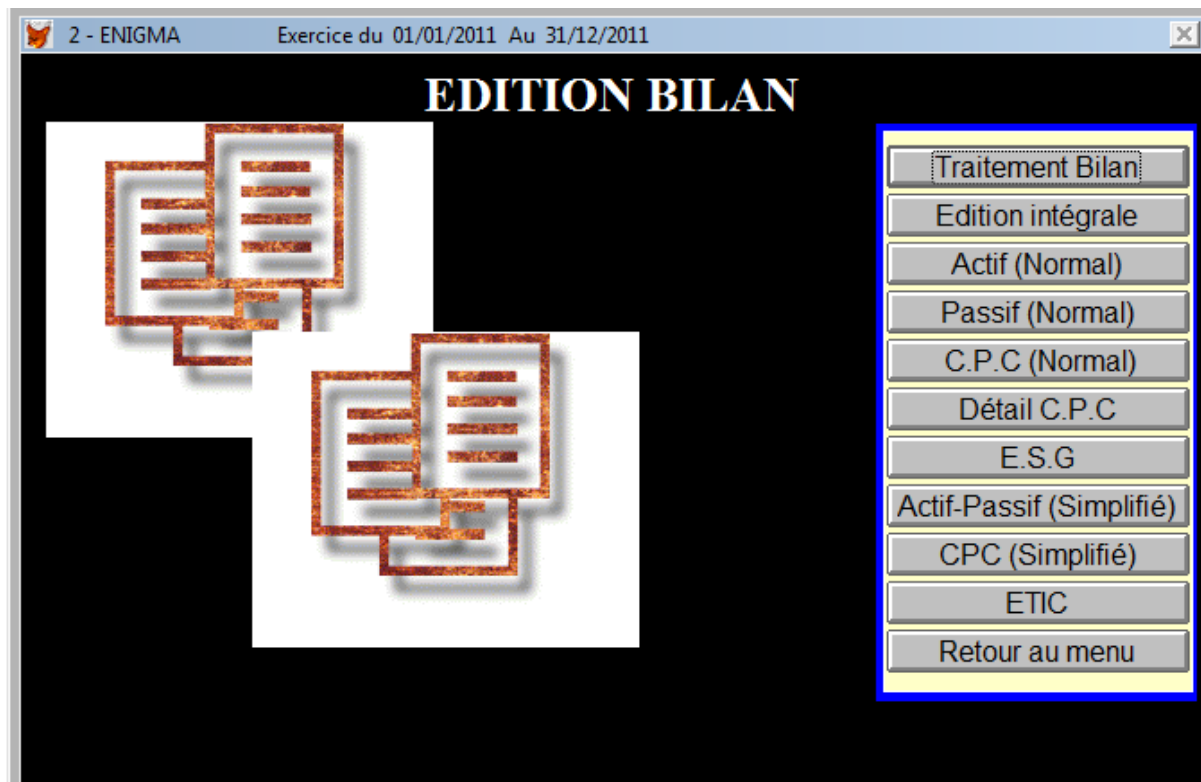 2 - ENIGMA Exercice du 01/01/2011 Au 31/12/2011
EDITION BILAN
Traitement Bilan
Edition intégrale
Actif (Normal)
Passif (Normal)
C.P.C (Normal)
Détail C.P.C
E.S.G
Actif-Passif (Simplifié)
CPC (Simplifié)
ETIC
Retour au menu